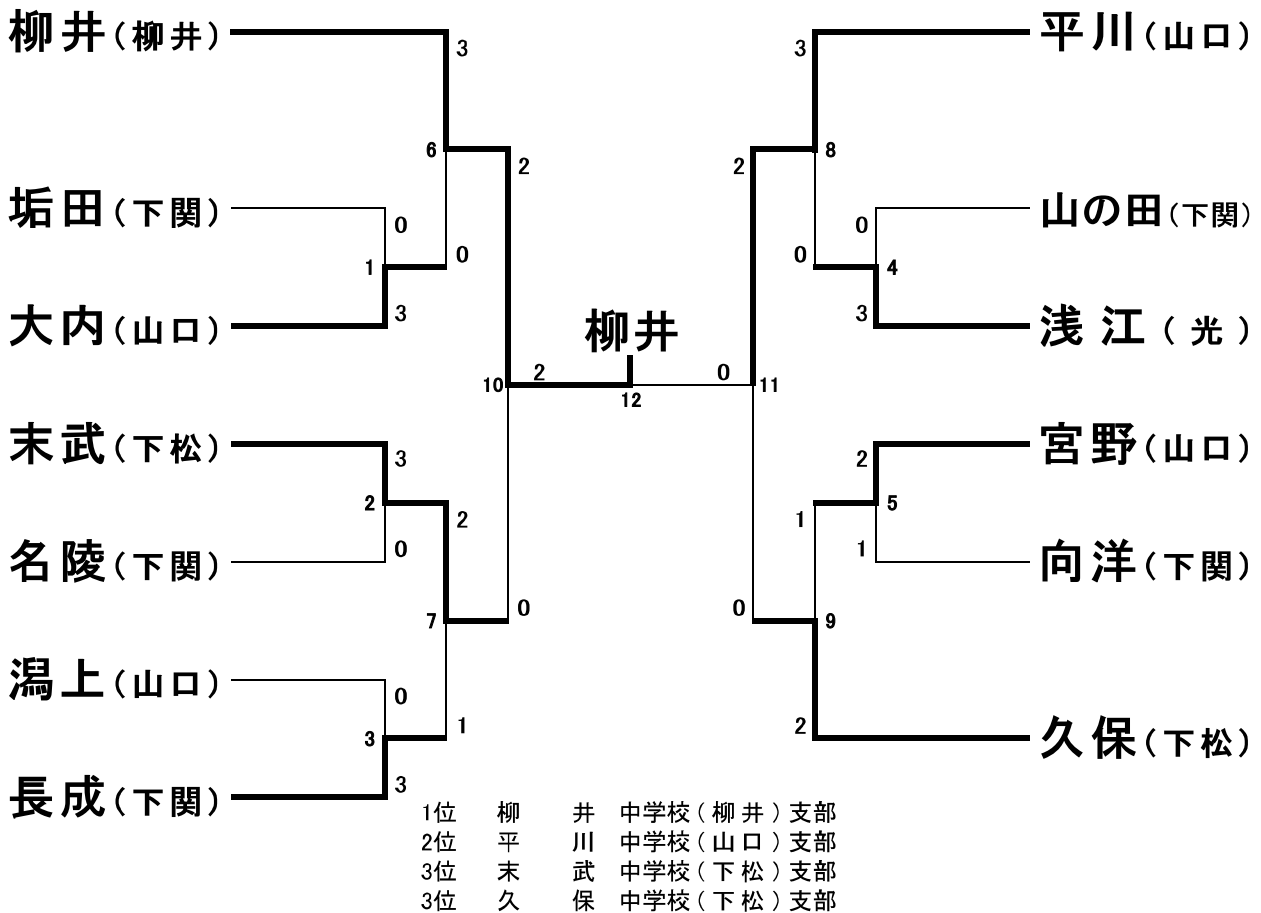 柳井（柳井） 3 3 平川（山口）
6 2 2 8
垢田（下関） 0 0 山の田（下関）
1 0 0 4
大内（山口） 3 3 浅江（光）
柳井
10 2 0 11
12
末武（下松） 3 2 宮野（山口）
2 2 1 5
名陵（下関） 0 1 向洋（下関）
7 0 0 9
潟上（山口） 0
3 1 2 久保（下松）
長成（下関） 3
1位 柳井 中学校（柳井）支部
2位 平川 中学校（山口）支部
3位 末武 中学校（下松）支部
3位 久保 中学校（下松）支部